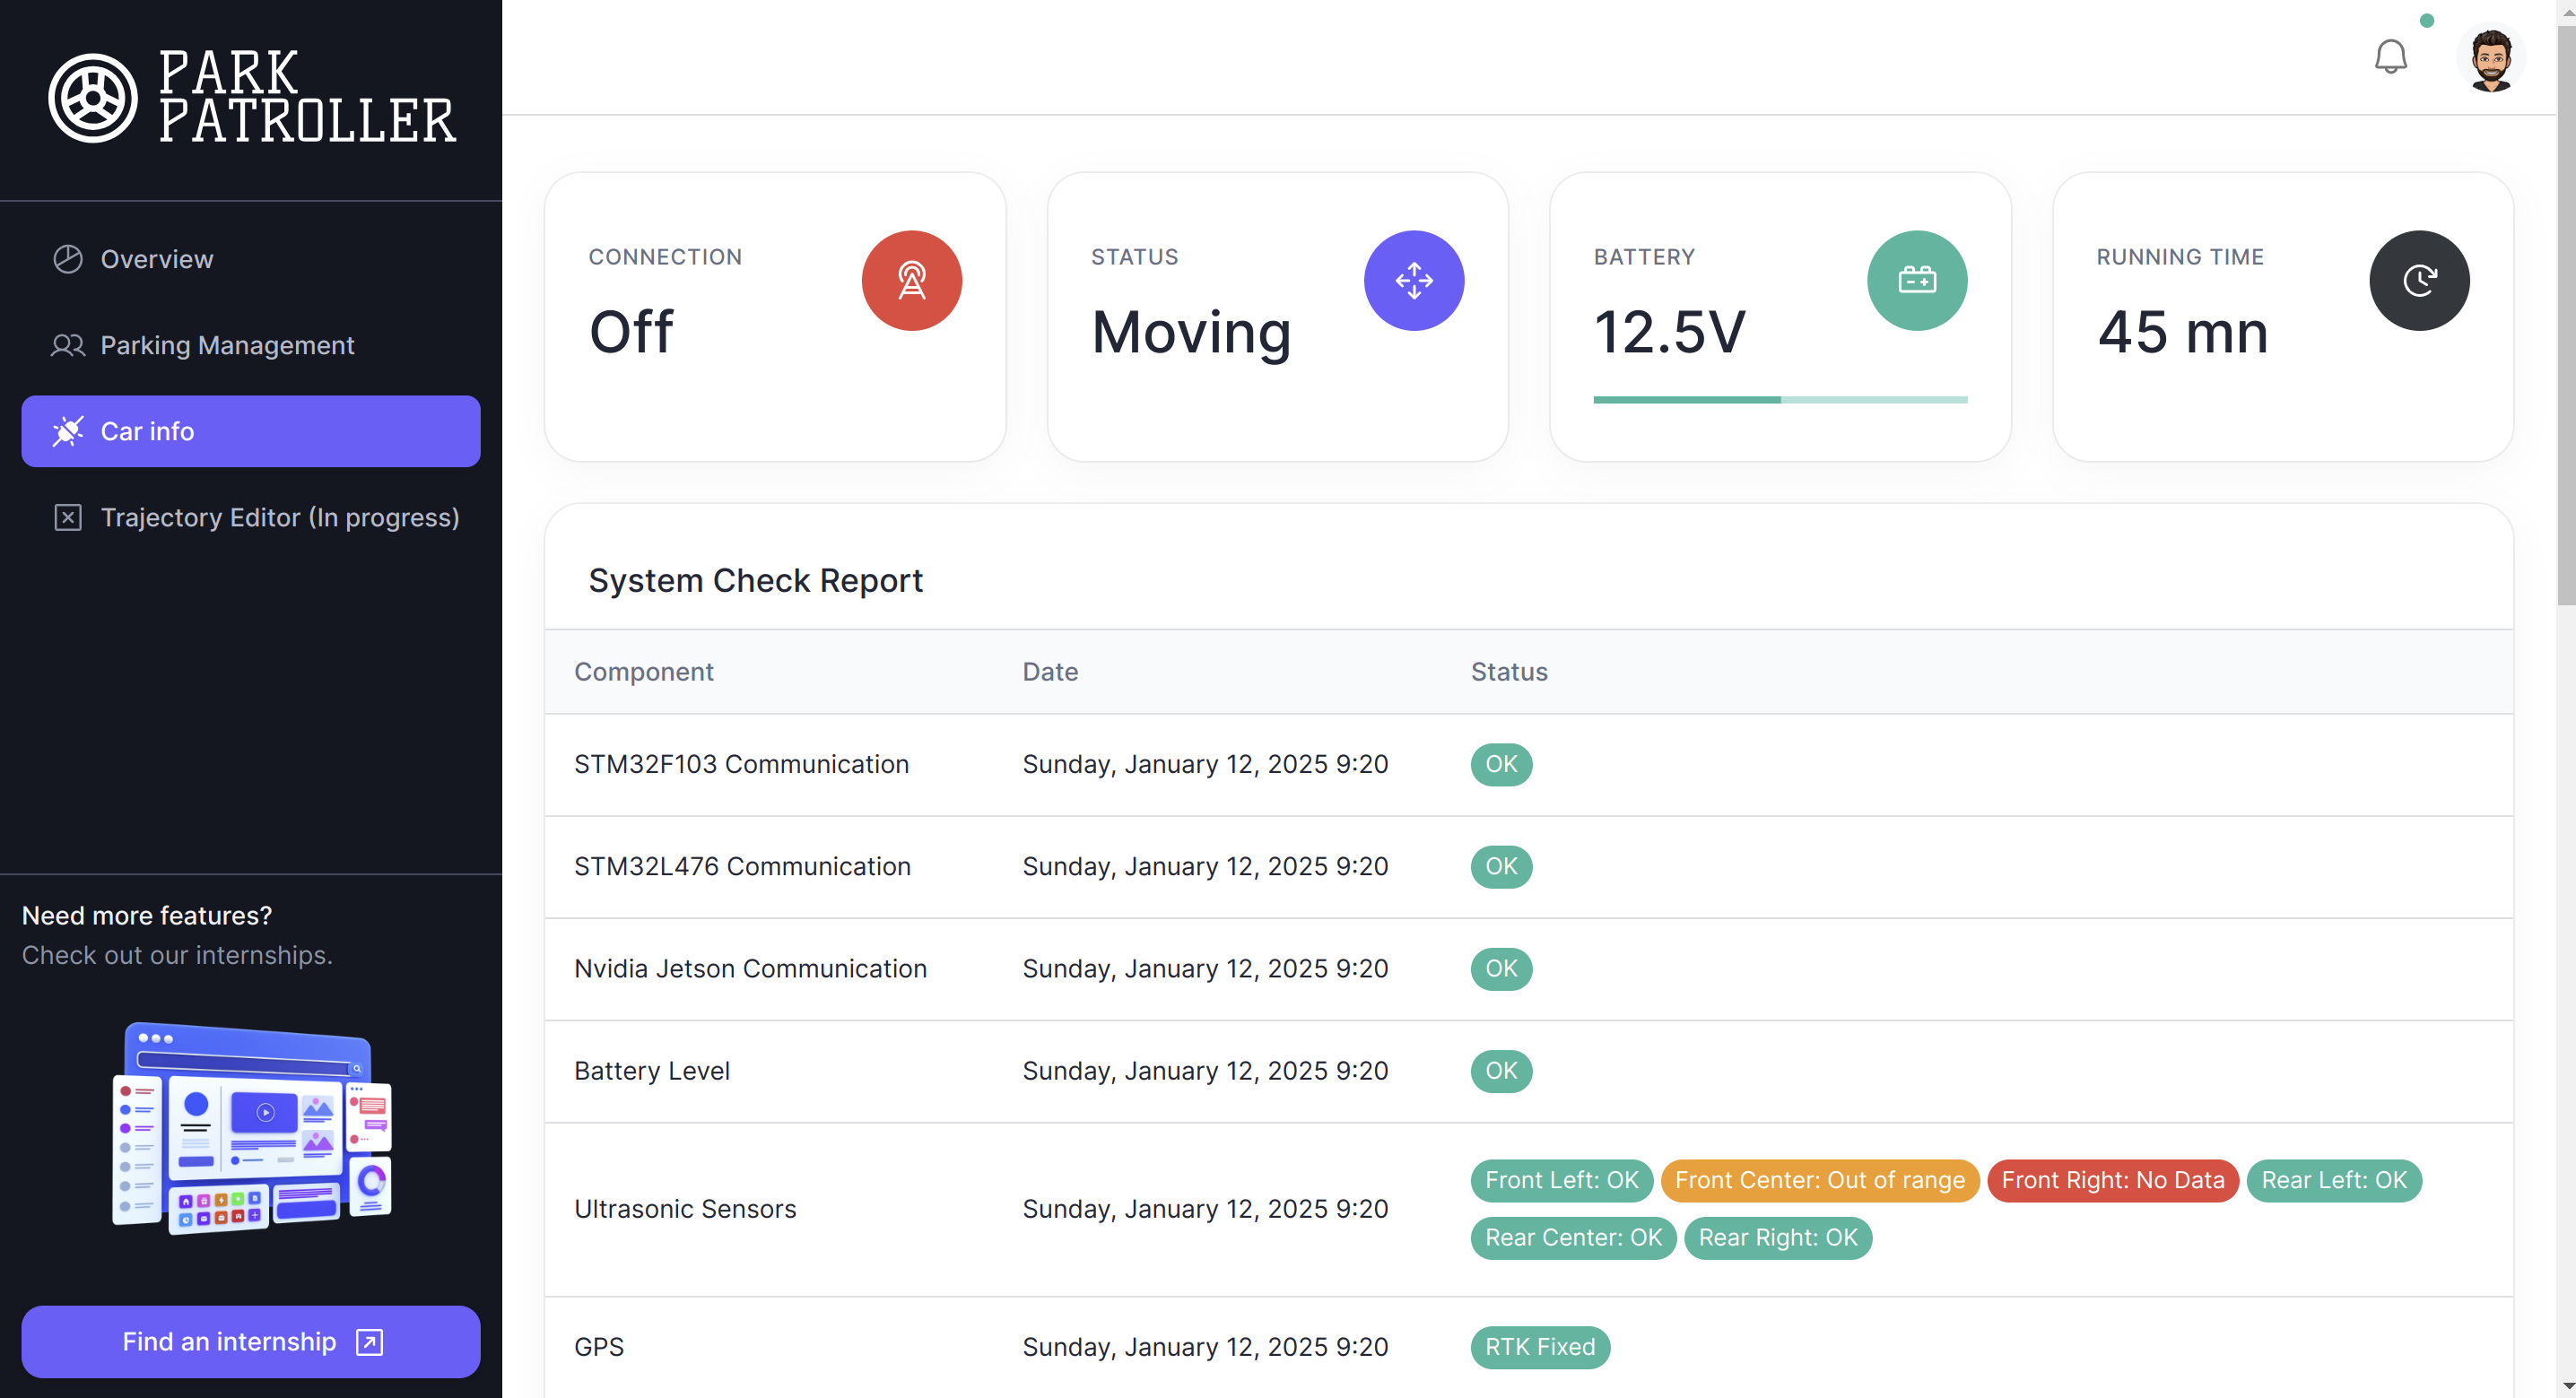 PARK
PATROLLER
Overview
Parking Management
Car info
Trajectory Editor (In progress)
Need more features?
Check out our internships.
Find an internship
CONNECTION
Off
STATUS
Moving
BATTERY
12.5V
RUNNING TIME
45 mn
System Check Report
Component Date Status
STM32F103 Communication Sunday, January 12, 2025 9:20 OK
STM32L476 Communication Sunday, January 12, 2025 9:20 OK
Nvidia Jetson Communication Sunday, January 12, 2025 9:20 OK
Battery Level Sunday, January 12, 2025 9:20 OK
Ultrasonic Sensors Sunday, January 12, 2025 9:20 Front Left: OK Front Center: Out of range Front Right: No Data Rear Left: OK
Rear Center: OK Rear Right: OK
GPS Sunday, January 12, 2025 9:20 RTK Fixed